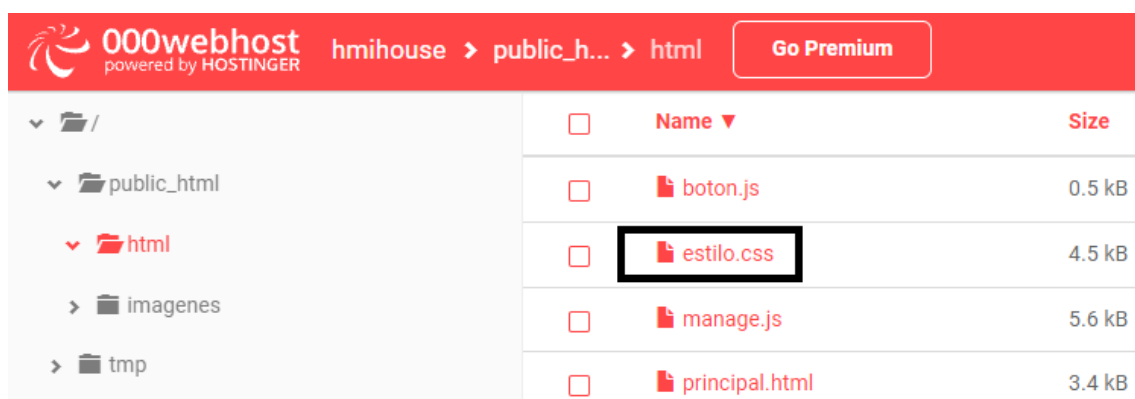 000webhost
powered by HOSTINGER
hmihouse > public_h... > html
Go Premium
/
public_html
html
imagenes
tmp
Name ▼ Size
boton.js 0.5 kB
estilo.css 4.5 kB
manage.js 5.6 kB
principal.html 3.4 kB